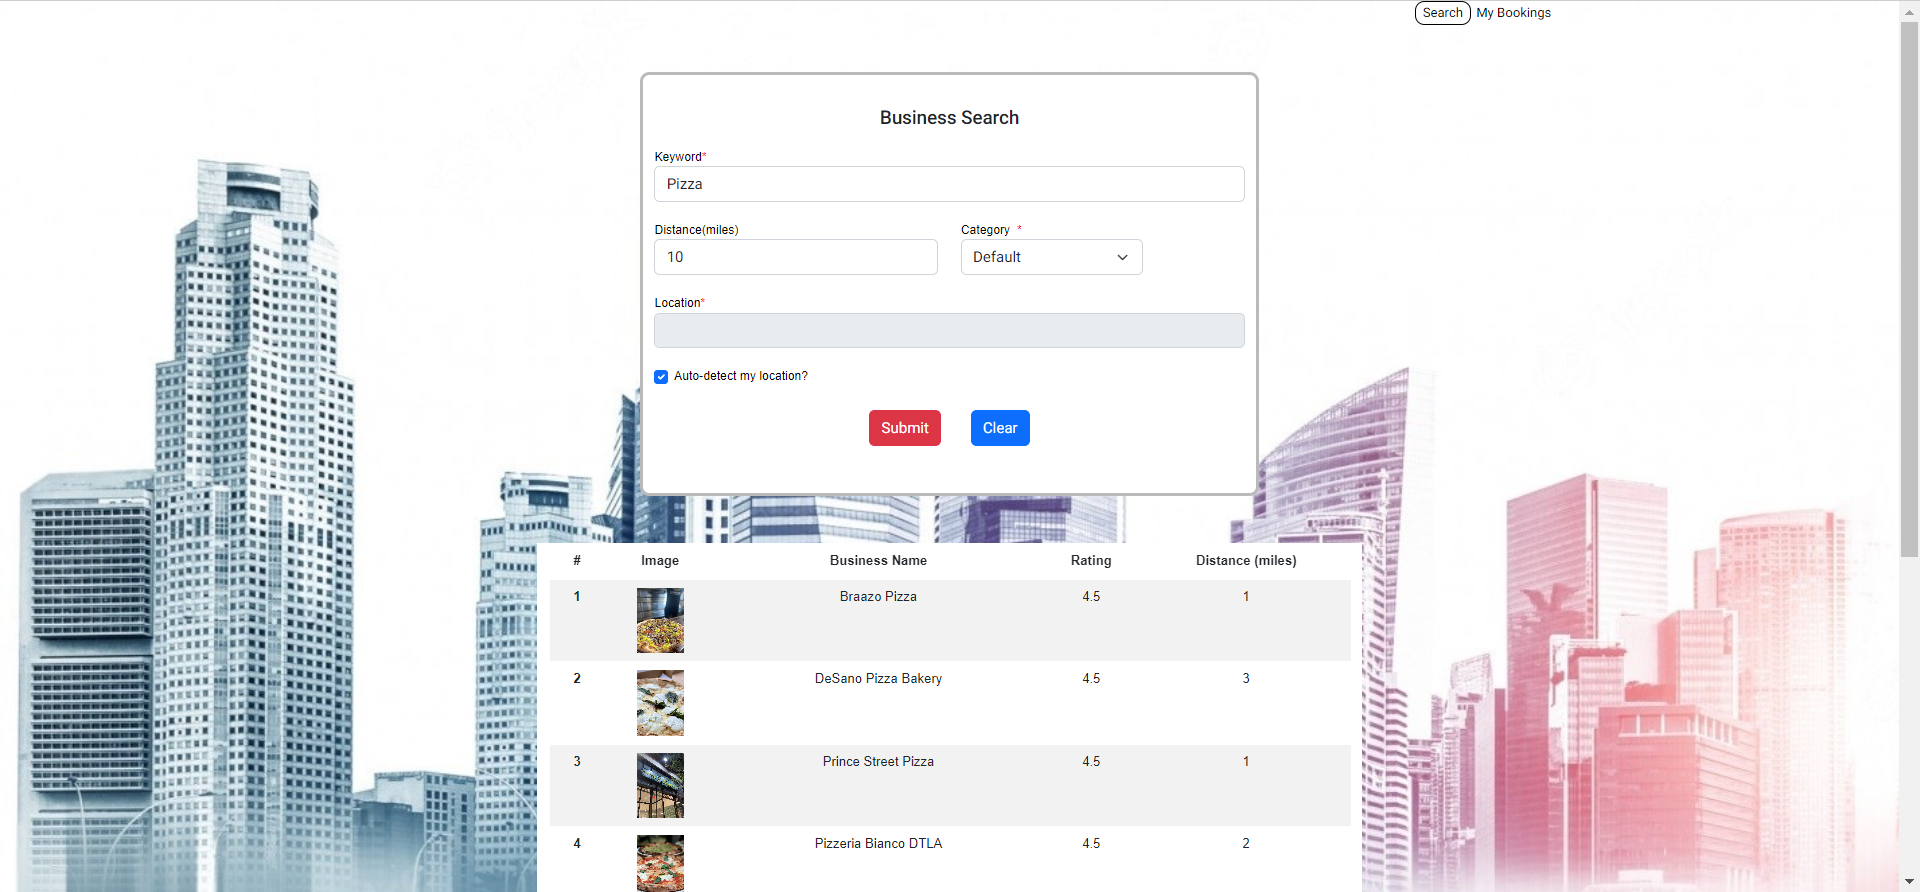 Search My Bookings
Business Search
Keyword*
Pizza
Distance(miles) Category *
10 Default
Location*
Auto-detect my location?
Submit Clear
# Image Business Name Rating Distance (miles)
1 Braazo Pizza 4.5 1
2 DeSano Pizza Bakery 4.5 3
3 Prince Street Pizza 4.5 1
4 Pizzeria Bianco DTLA 4.5 2